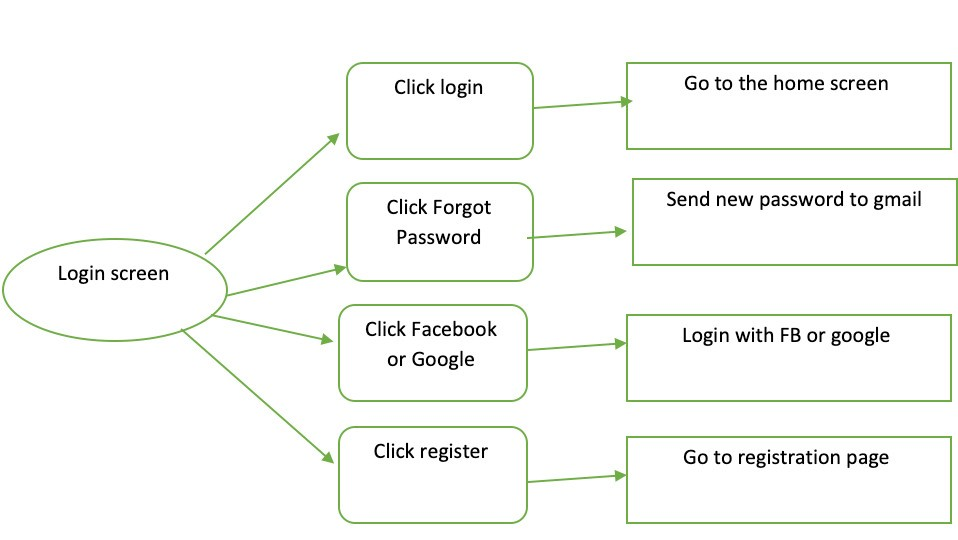 Login screen
Click login
Go to the home screen
Click Forgot
Password
Send new password to gmail
Click Facebook
or Google
Login with FB or google
Click register
Go to registration page